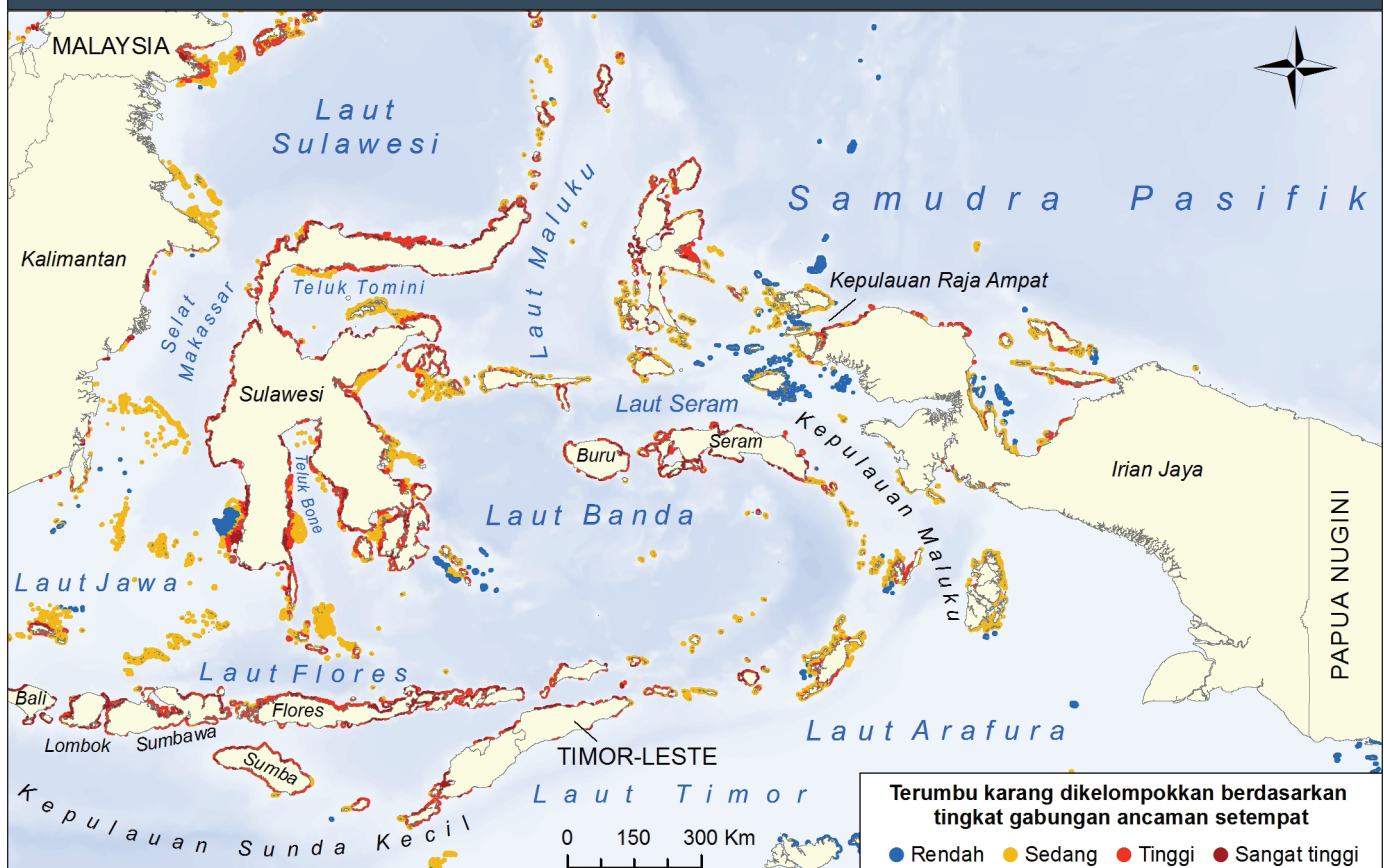 MALAYSIA
Laut
Sulawesi
Laut Maluku
Samudra Pasifik
Kalimantan
Selat
Makassar
Teluk Tomini
Kepulauan Raja Ampat
Sulawesi
Laut Seram
Kepulauan Maluku
Buru
Seram
Irian Jaya
Teluk Bone
Laut Banda
PAPUA NUGINI
Laut Jawa
Laut Flores
Bali
Flores
Lombok
Sumbawa
Laut Arafura
TIMOR-LESTE
Sumba
Laut Timor
Kepulauan Sunda Kecil
0 150 300 Km
Terumbu karang dikelompokkan berdasarkan
tingkat gabungan ancaman setempat
Rendah Sedang Tinggi Sangat tinggi